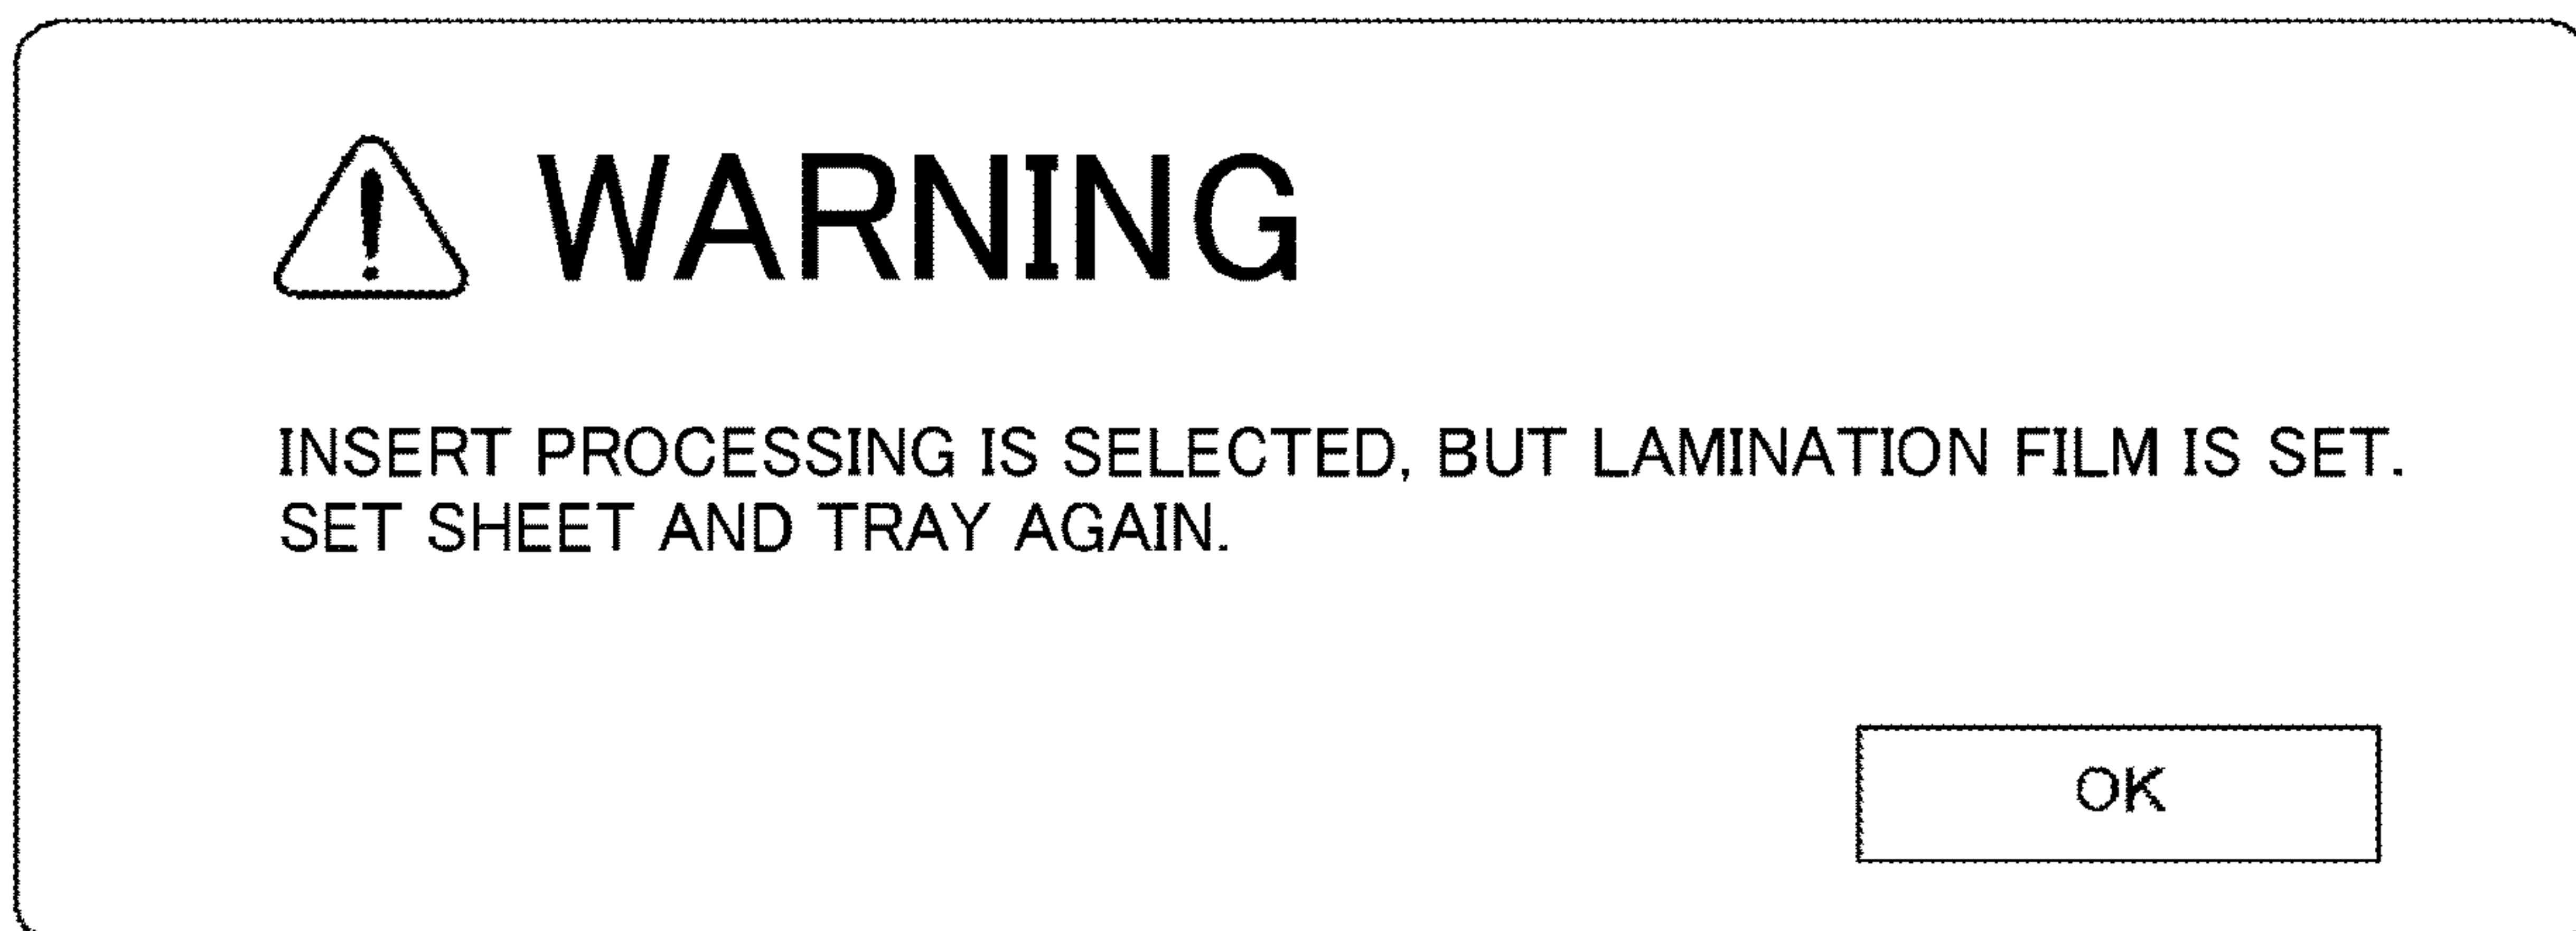 WARNING
INSERT PROCESSING IS SELECTED, BUT LAMINATION FILM IS SET.
SET SHEET AND TRAY AGAIN.
OK